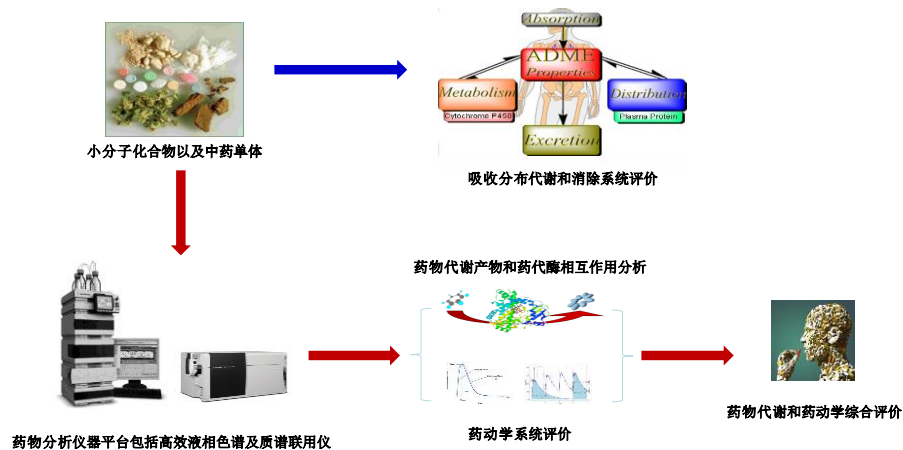 Absorption
ADME
Properties
Metabolism
Cytochrome P450
Distribution
Plasma Protein
Excretion
小分子化合物以及中药单体
吸收分布代谢和消除系统评价
药物代谢产物和药代酶相互作用分析
药动学系统评价
药物代谢和药动学综合评价
药物分析仪器平台包括高效液相色谱及质谱联用仪